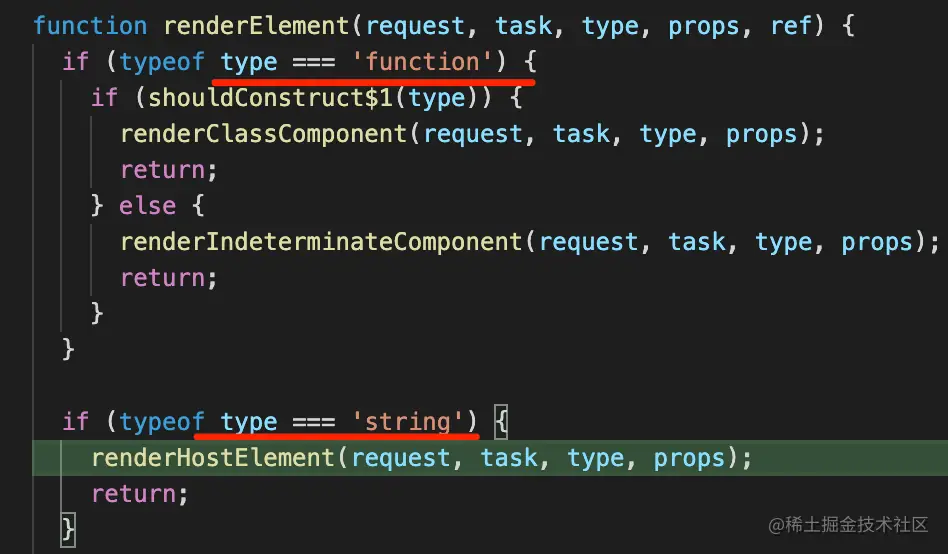 function renderElement(request, task, type, props, ref) {
if (typeof type === 'function') {
if (shouldConstruct$1(type)) {
renderClassComponent(request, task, type, props);
return;
} else {
renderIndeterminateComponent(request, task, type, props);
return;
}
}
if (typeof type === 'string') {
renderHostElement(request, task, type, props);
return;
}
@稀土掘金技术社区